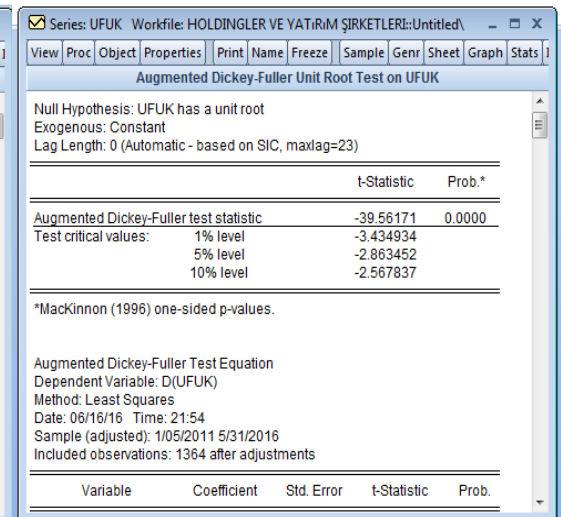 Series: UFUK Workfile: HOLDINGLER VE YATıRıM ŞIRKETLERI::Untitled\
View Proc Object Properties Print Name Freeze Sample Genr Sheet Graph Stats
Augmented Dickey-Fuller Unit Root Test on UFUK
Null Hypothesis: UFUK has a unit root
Exogenous: Constant
Lag Length: 0 (Automatic - based on SIC, maxlag=23)
t-Statistic Prob.*
Augmented Dickey-Fuller test statistic -39.56171 0.0000
Test critical values: 1% level -3.434934
5% level -2.863452
10% level -2.567837
*MacKinnon (1996) one-sided p-values.
Augmented Dickey-Fuller Test Equation
Dependent Variable: D(UFUK)
Method: Least Squares
Date: 06/16/16 Time: 21:54
Sample (adjusted): 1/05/2011 5/31/2016
Included observations: 1364 after adjustments
Variable Coefficient Std. Error t-Statistic Prob.